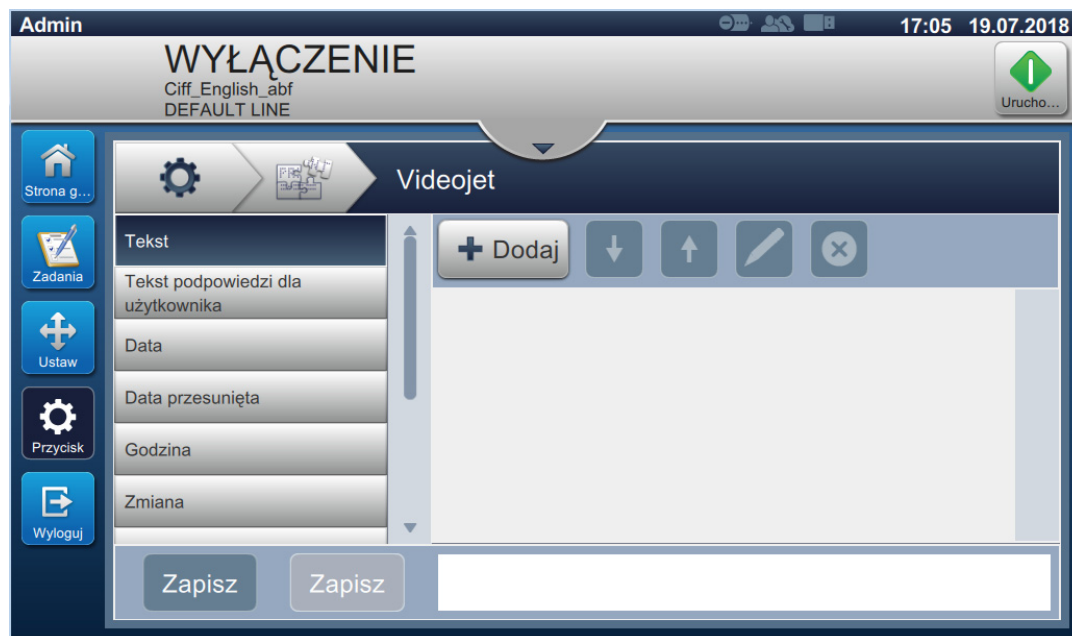 Admin
17:05 19.07.2018
WYŁĄCZENIE
Ciff_English_abf
DEFAULT LINE
Urucho...
Strona g...
Videojet
Tekst
Dodaj
Zadania
Tekst podpowiedzi dla
użytkownika
Data
Ustaw
Data przesunięta
Przycisk
Godzina
Zmiana
Wyloguj
Zapisz
Zapisz